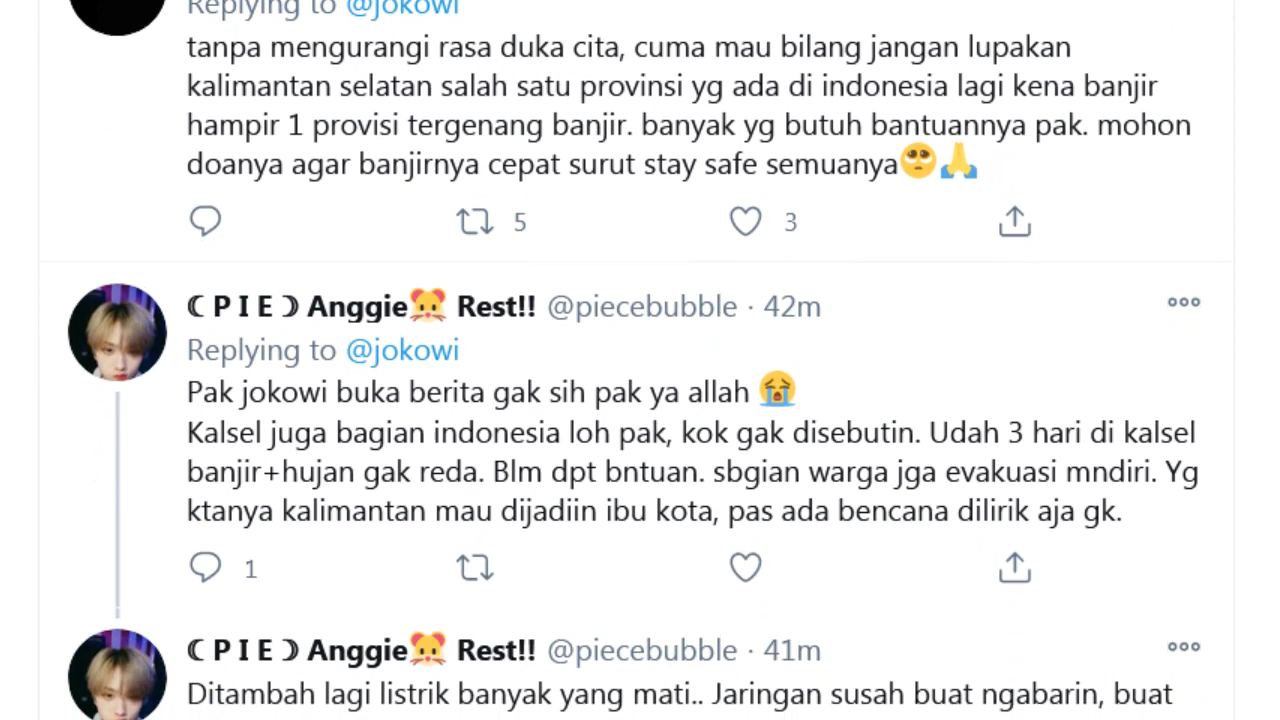 Replying to @jokowi
tanpa mengurangi rasa duka cita, cuma mau bilang jangan lupakan
kalimantan selatan salah satu provinsi yg ada di indonesia lagi kena banjir
hampir 1 provisi tergenang banjir. banyak yg butuh bantuannya pak. mohon
doanya agar banjirnya cepat surut stay safe semuanya🥺🙏
5 3
☾ P I E ☽ Anggie🐹 Rest!! @piecebubble · 42m
Replying to @jokowi
Pak jokowi buka berita gak sih pak ya allah 😭
Kalsel juga bagian indonesia loh pak, kok gak disebutin. Udah 3 hari di kalsel
banjir+hujan gak reda. Blm dpt bntuan. sbgian warga jga evakuasi mndiri. Yg
ktanya kalimantan mau dijadiin ibu kota, pas ada bencana dilirik aja gk.
1
☾ P I E ☽ Anggie🐹 Rest!! @piecebubble · 41m
Ditambah lagi listrik banyak yang mati.. Jaringan susah buat ngabarin, buat